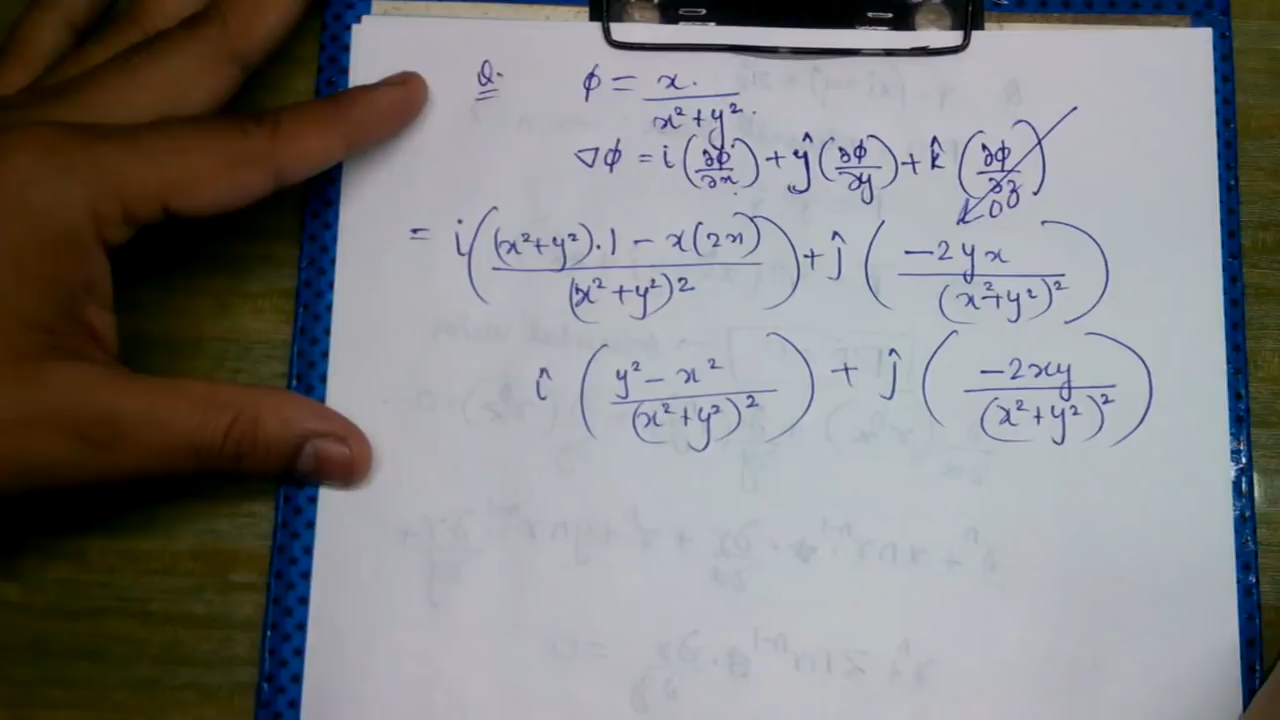 Q. φ = x. / x²+y².
∇φ = i (∂φ/∂x) + ĵ (∂φ/∂y) + k̂ (∂φ/∂z) 0
= i ((x²+y²).1 − x(2x) / (x²+y²)²) + ĵ (−2yx / (x²+y²)²)
î (y²−x² / (x²+y²)²) + ĵ (−2xy / (x²+y²)²)